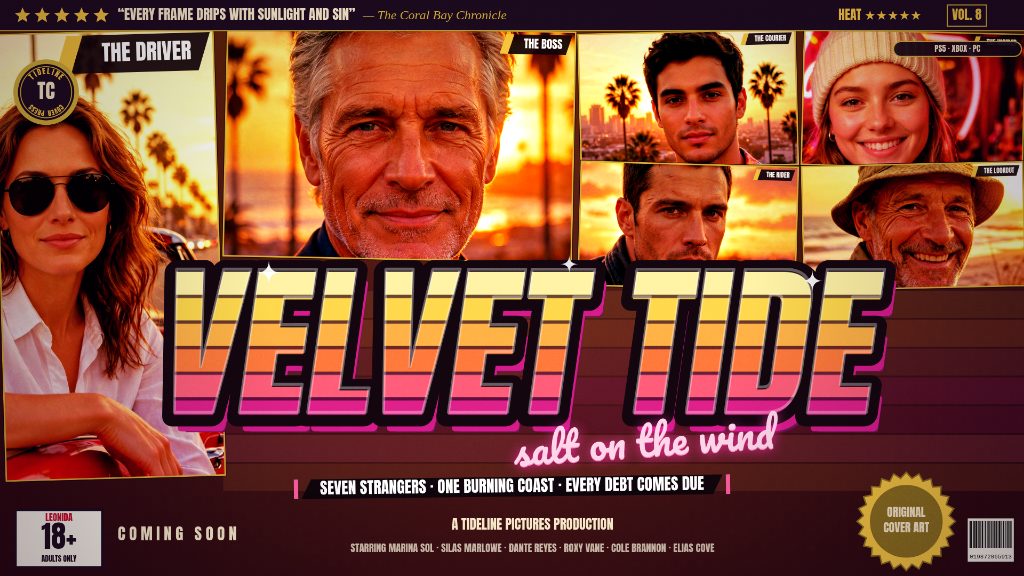 ★★★★★ “EVERY FRAME DRIPS WITH SUNLIGHT AND SIN” — The Coral Bay Chronicle
HEAT ★★★★★
VOL. 8
THE DRIVER
THE BOSS
THE COURIER
PS5 · XBOX · PC
TIDELINE
TC
COVER PRESS
THE RIDER
THE LOOKOUT
VELVET TIDE
salt on the wind
SEVEN STRANGERS · ONE BURNING COAST · EVERY DEBT COMES DUE
LEONIDA
18+
ADULTS ONLY
COMING SOON
A TIDELINE PICTURES PRODUCTION
STARRING MARINA SOL · SILAS MARLOWE · DANTE REYES · ROXY VANE · COLE BRANNON · ELIAS COVE
ORIGINAL
COVER ART